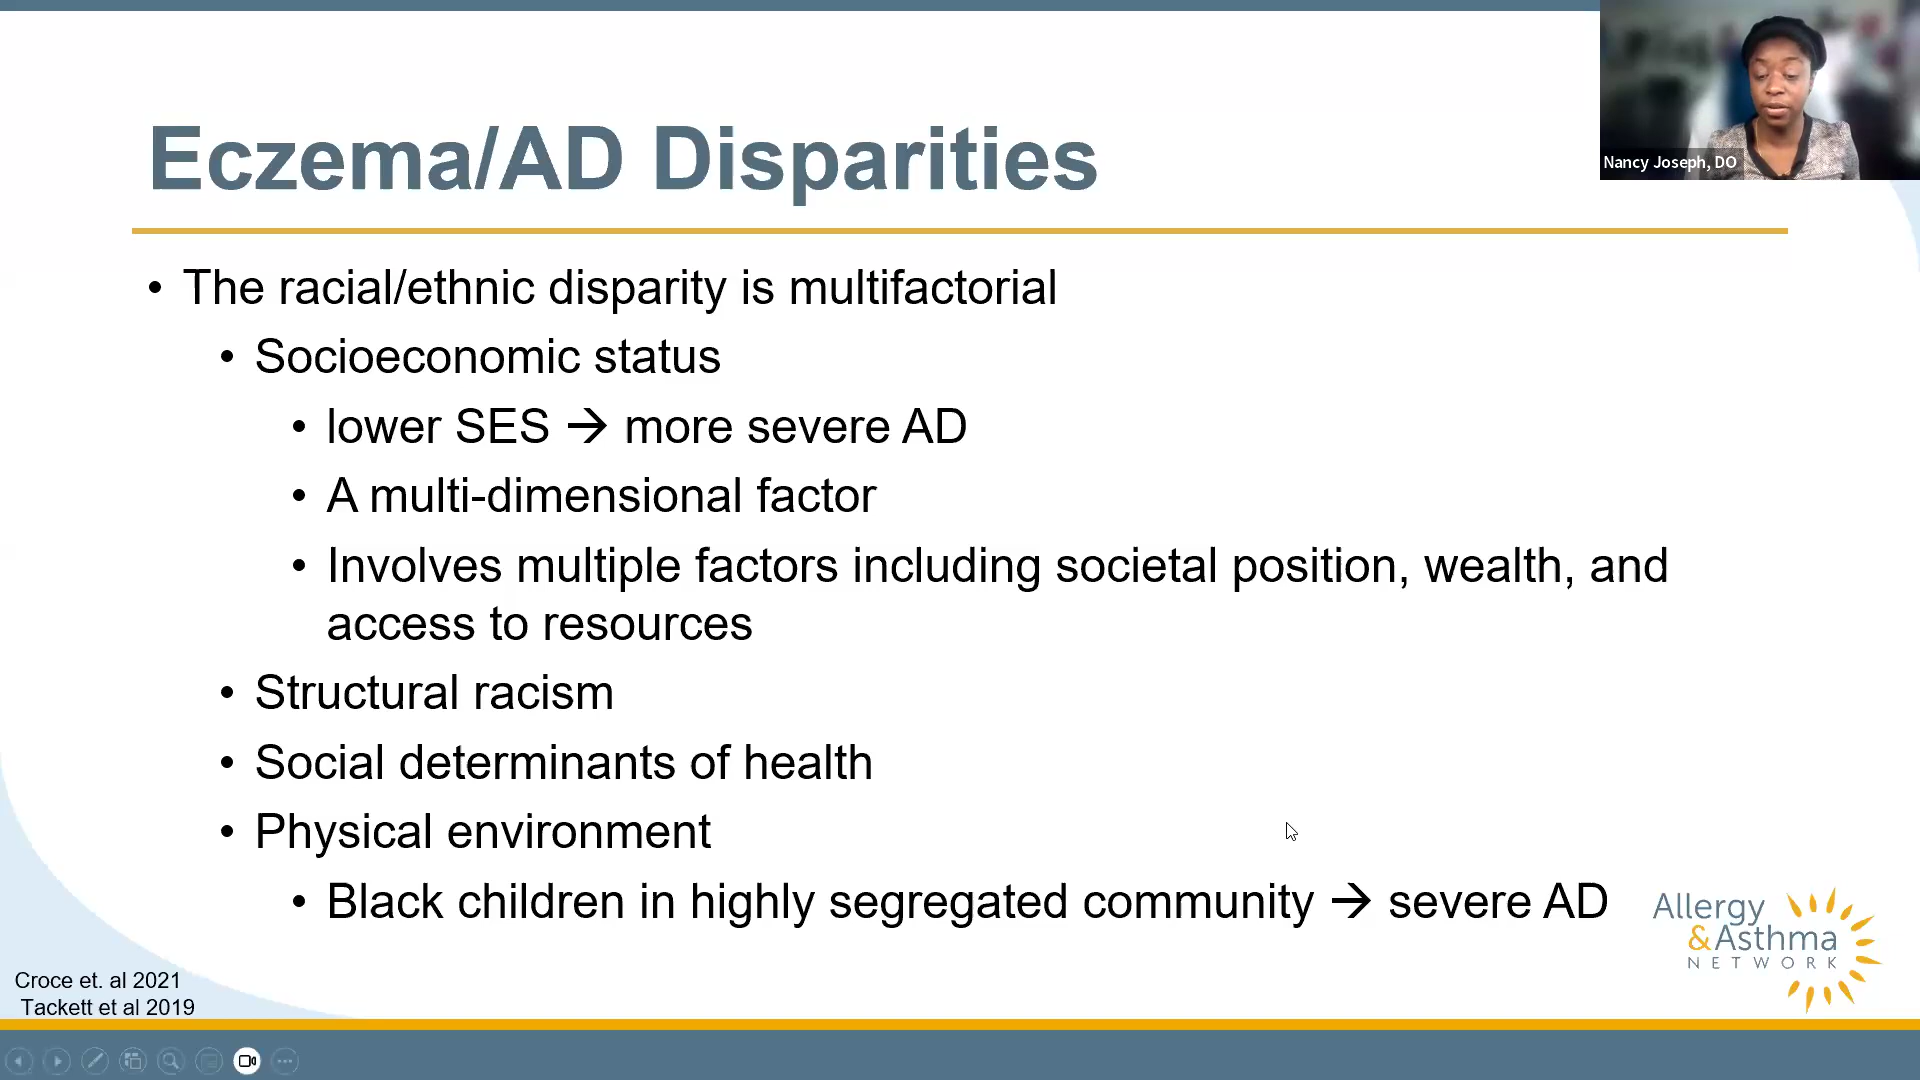 Eczema/AD Disparities
Nancy Joseph, DO
• The racial/ethnic disparity is multifactorial
• Socioeconomic status
• lower SES → more severe AD
• A multi-dimensional factor
• Involves multiple factors including societal position, wealth, and
access to resources
• Structural racism
• Social determinants of health
• Physical environment
• Black children in highly segregated community → severe AD
Allergy
&Asthma
NETWORK
Croce et. al 2021
Tackett et al 2019